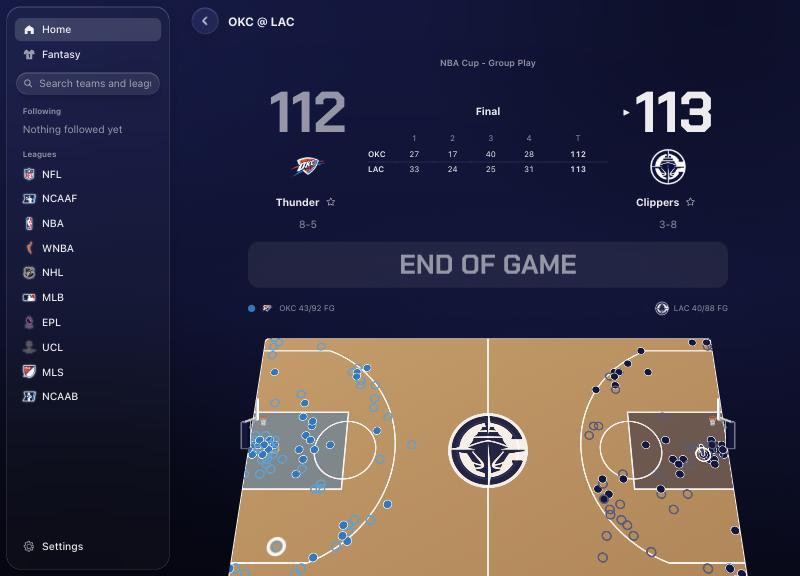 Home
Fantasy
Search teams and leagu
Following
Nothing followed yet
Leagues
NFL
NCAAF
NBA
WNBA
NHL
MLB
EPL
UCL
MLS
NCAAB
Settings
OKC @ LAC
NBA Cup - Group Play
112
Final
113
1 2 3 4 T
OKC 27 17 40 28 112
LAC 33 24 25 31 113
OKC
Thunder
Clippers
8-5
3-8
END OF GAME
OKC 43/92 FG
LAC 40/88 FG